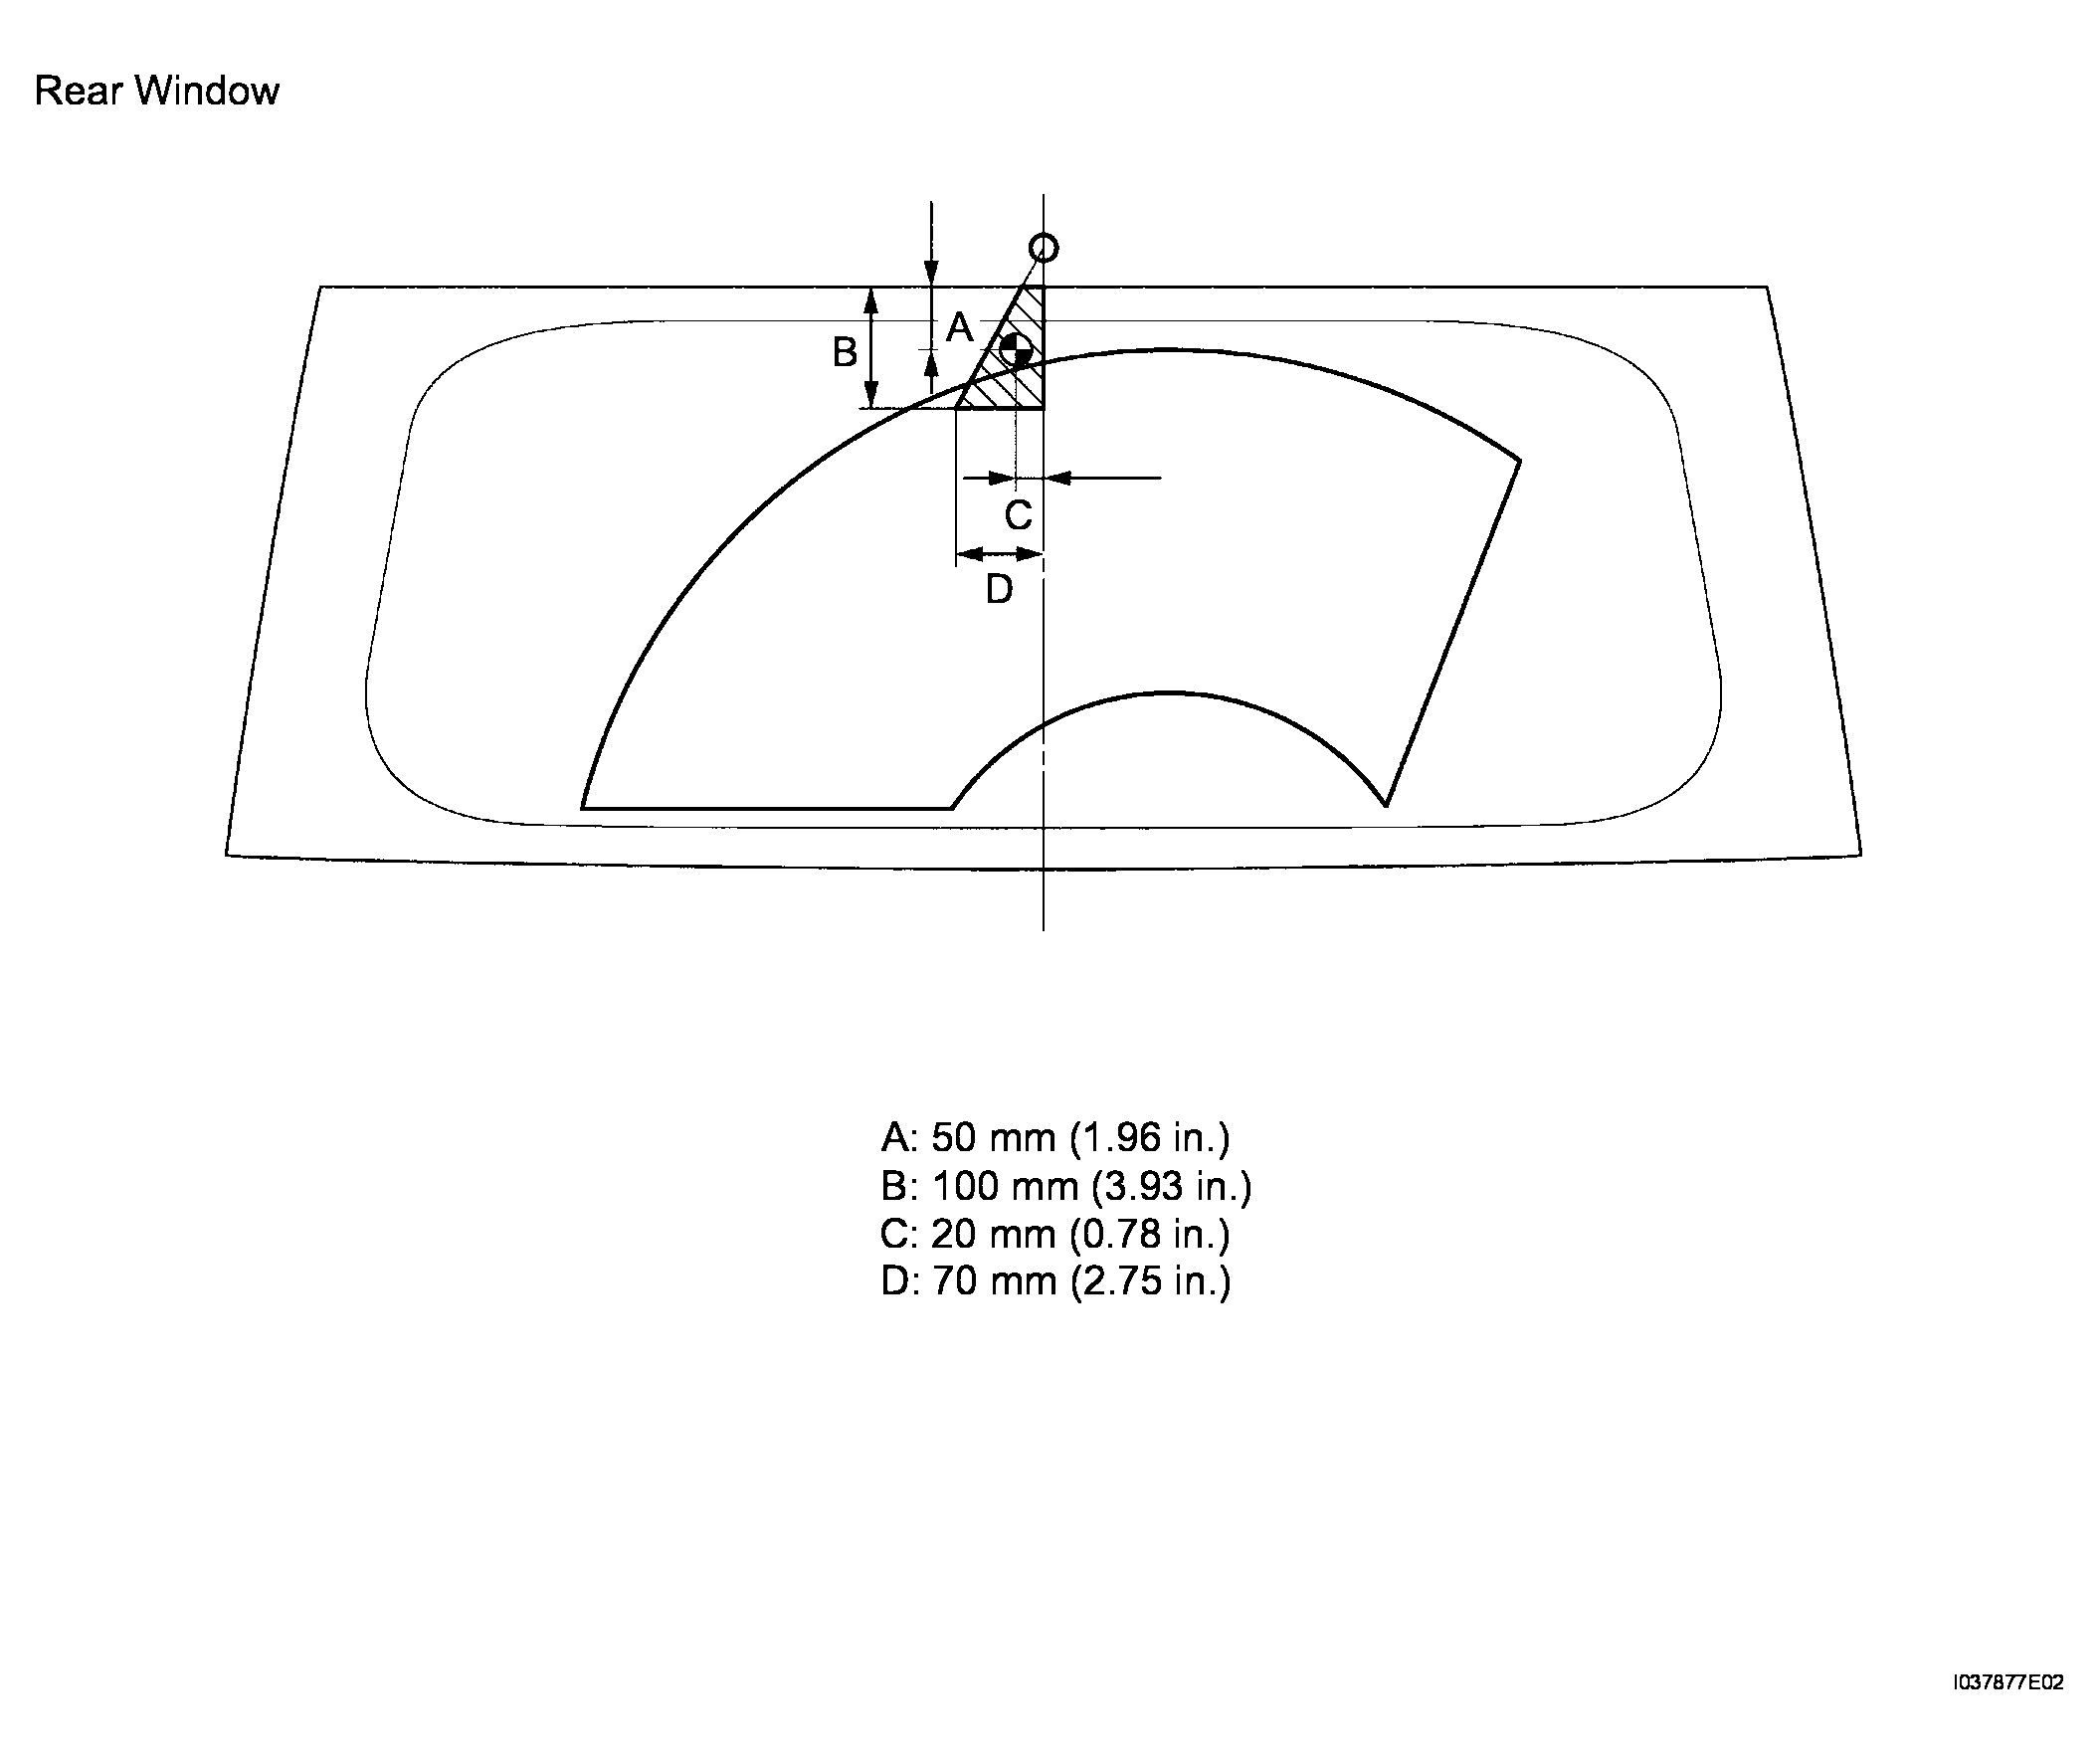 Rear Window
A
B
C
D
A: 50 mm (1.96 in.)
B: 100 mm (3.93 in.)
C: 20 mm (0.78 in.)
D: 70 mm (2.75 in.)
I037877E02